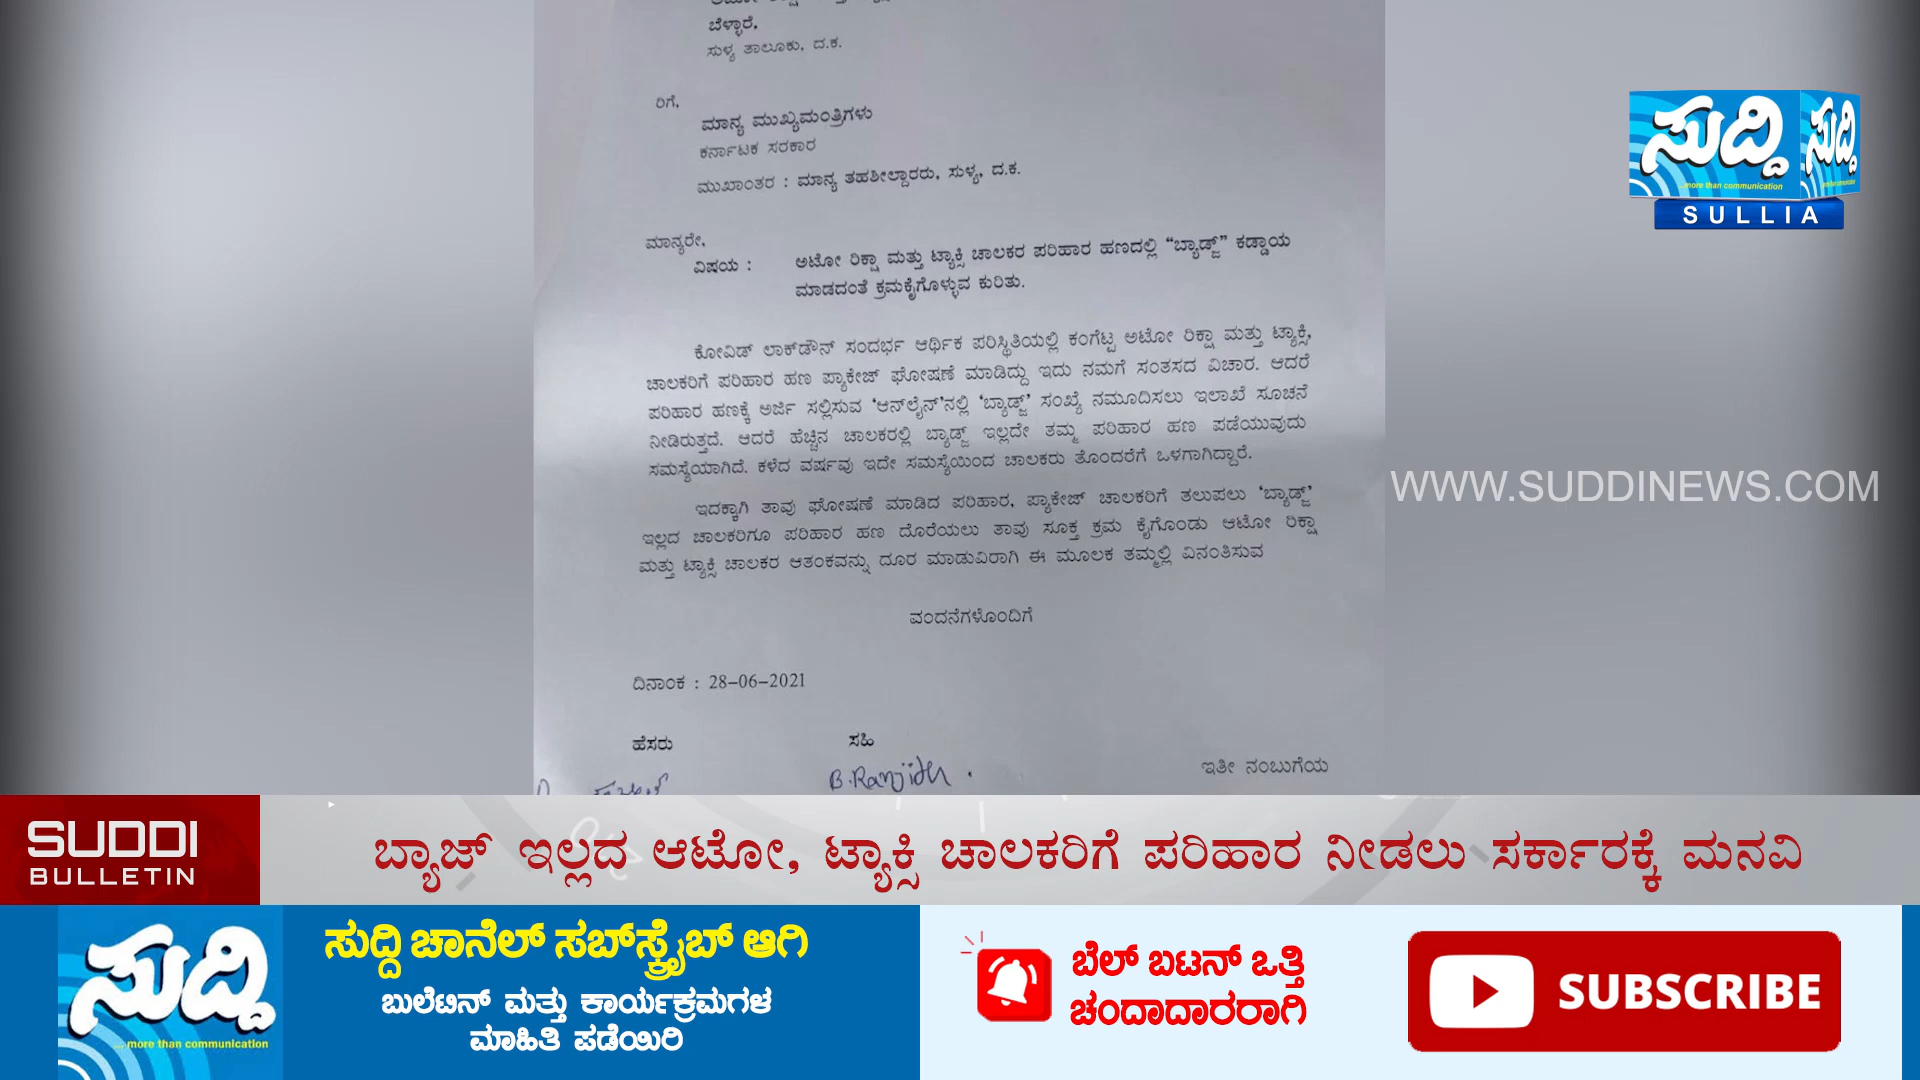 ಬೆಳ್ಳಾರೆ,
ಸುಳ್ಯ ತಾಲೂಕು, ದ.ಕ.
ರಿಗೆ,
ಮಾನ್ಯ ಮುಖ್ಯಮಂತ್ರಿಗಳು
ಕರ್ನಾಟಕ ಸರಕಾರ
ಮುಖಾಂತರ : ಮಾನ್ಯ ತಹಶೀಲ್ದಾರರು, ಸುಳ್ಯ, ದ.ಕ.
ಮಾನ್ಯರೇ,
ವಿಷಯ : ಅಟೋ ರಿಕ್ಷಾ ಮತ್ತು ಟ್ಯಾಕ್ಸಿ ಚಾಲಕರ ಪರಿಹಾರ ಹಣದಲ್ಲಿ “ಬ್ಯಾಡ್ಜ್” ಕಡ್ಡಾಯ
ಮಾಡದಂತೆ ಕ್ರಮಕೈಗೊಳ್ಳುವ ಕುರಿತು.
ಕೋವಿಡ್ ಲಾಕ್‌ಡೌನ್ ಸಂದರ್ಭ ಆರ್ಥಿಕ ಪರಿಸ್ಥಿತಿಯಲ್ಲಿ ಕಂಗೆಟ್ಟ ಅಟೋ ರಿಕ್ಷಾ ಮತ್ತು ಟ್ಯಾಕ್ಸಿ,
ಚಾಲಕರಿಗೆ ಪರಿಹಾರ ಹಣ ಪ್ಯಾಕೇಜ್ ಘೋಷಣೆ ಮಾಡಿದ್ದು ಇದು ನಮಗೆ ಸಂತಸದ ವಿಚಾರ. ಆದರೆ
ಪರಿಹಾರ ಹಣಕ್ಕೆ ಅರ್ಜಿ ಸಲ್ಲಿಸುವ ‘ಆನ್‌ಲೈನ್’ನಲ್ಲಿ ‘ಬ್ಯಾಡ್ಜ್’ ಸಂಖ್ಯೆ ನಮೂದಿಸಲು ಇಲಾಖೆ ಸೂಚನೆ
ನೀಡಿರುತ್ತದೆ. ಆದರೆ ಹೆಚ್ಚಿನ ಚಾಲಕರಲ್ಲಿ ಬ್ಯಾಡ್ಜ್ ಇಲ್ಲದೇ ತಮ್ಮ ಪರಿಹಾರ ಹಣ ಪಡೆಯುವುದು
ಸಮಸ್ಯೆಯಾಗಿದೆ. ಕಳೆದ ವರ್ಷವು ಇದೇ ಸಮಸ್ಯೆಯಿಂದ ಚಾಲಕರು ತೊಂದರೆಗೆ ಒಳಗಾಗಿದ್ದಾರೆ.
ಇದಕ್ಕಾಗಿ ತಾವು ಘೋಷಣೆ ಮಾಡಿದ ಪರಿಹಾರ, ಪ್ಯಾಕೇಜ್ ಚಾಲಕರಿಗೆ ತಲುಪಲು ‘ಬ್ಯಾಡ್ಜ್’
ಇಲ್ಲದ ಚಾಲಕರಿಗೂ ಪರಿಹಾರ ಹಣ ದೊರೆಯಲು ತಾವು ಸೂಕ್ತ ಕ್ರಮ ಕೈಗೊಂಡು ಆಟೋ ರಿಕ್ಷಾ
ಮತ್ತು ಟ್ಯಾಕ್ಸಿ ಚಾಲಕರ ಆತಂಕವನ್ನು ದೂರ ಮಾಡುವಿರಾಗಿ ಈ ಮೂಲಕ ತಮ್ಮಲ್ಲಿ ವಿನಂತಿಸುವ
ವಂದನೆಗಳೊಂದಿಗೆ
ದಿನಾಂಕ : 28-06-2021
ಹೆಸರು ಸಹಿ
B.Ranjith .
ಇತೀ ನಂಬುಗೆಯ
ಸುದ್ದಿ ಸುದ್ದಿ
...more than communication
SULLIA
WWW.SUDDINEWS.COM
SUDDI
BULLETIN
ಬ್ಯಾಜ್ ಇಲ್ಲದ ಆಟೋ, ಟ್ಯಾಕ್ಸಿ ಚಾಲಕರಿಗೆ ಪರಿಹಾರ ನೀಡಲು ಸರ್ಕಾರಕ್ಕೆ ಮನವಿ
ಸುದ್ದಿ
... more than communication
ಸುದ್ದಿ ಚಾನೆಲ್ ಸಬ್‌ಸ್ಕ್ರೈಬ್ ಆಗಿ
ಬುಲೆಟಿನ್ ಮತ್ತು ಕಾರ್ಯಕ್ರಮಗಳ
ಮಾಹಿತಿ ಪಡೆಯಿರಿ
ಬೆಲ್ ಬಟನ್ ಒತ್ತಿ
ಚಂದಾದಾರರಾಗಿ
SUBSCRIBE